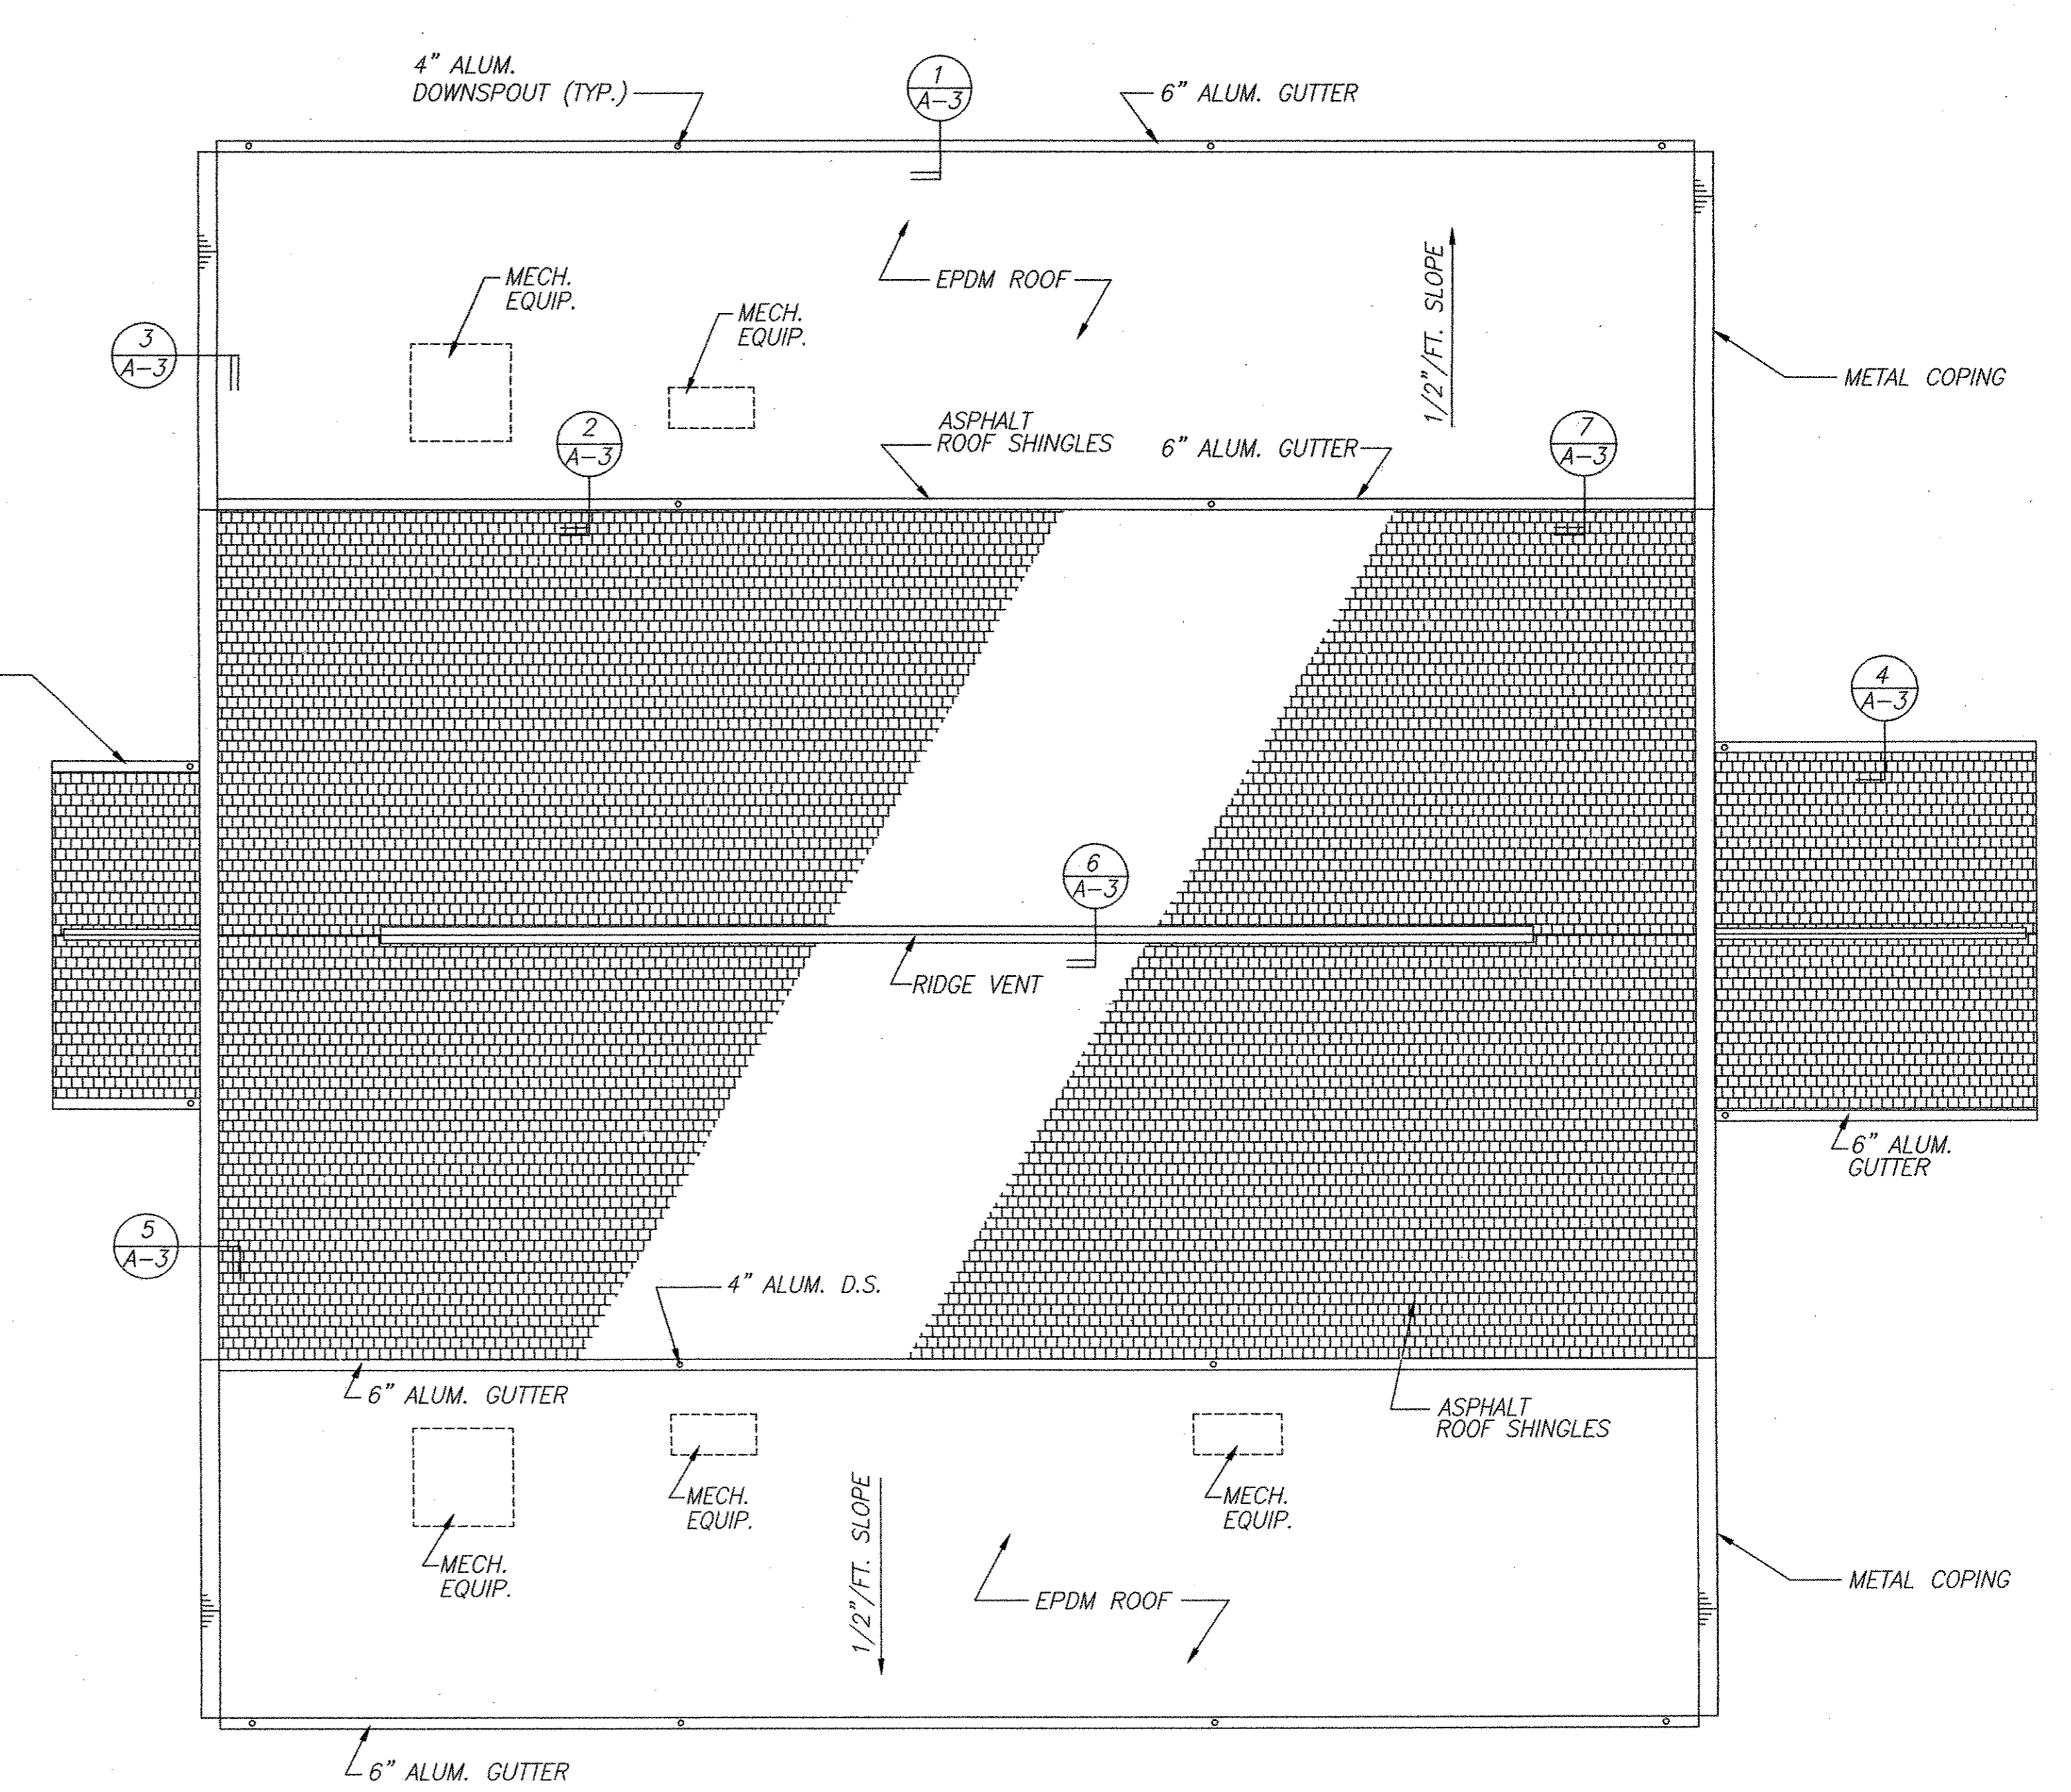 4" ALUM.
DOWNSPOUT (TYP.)
1
A-3
6" ALUM. GUTTER
MECH.
EQUIP.
MECH.
EQUIP.
EPDM ROOF
1/2"/FT. SLOPE
3
A-3
METAL COPING
2
A-3
ASPHALT
ROOF SHINGLES
6" ALUM. GUTTER
7
A-3
4
A-3
6
A-3
RIDGE VENT
6" ALUM.
GUTTER
5
A-3
4" ALUM. D.S.
6" ALUM. GUTTER
ASPHALT
ROOF SHINGLES
MECH.
EQUIP.
MECH.
EQUIP.
MECH.
EQUIP.
1/2"/FT. SLOPE
EPDM ROOF
METAL COPING
6" ALUM. GUTTER